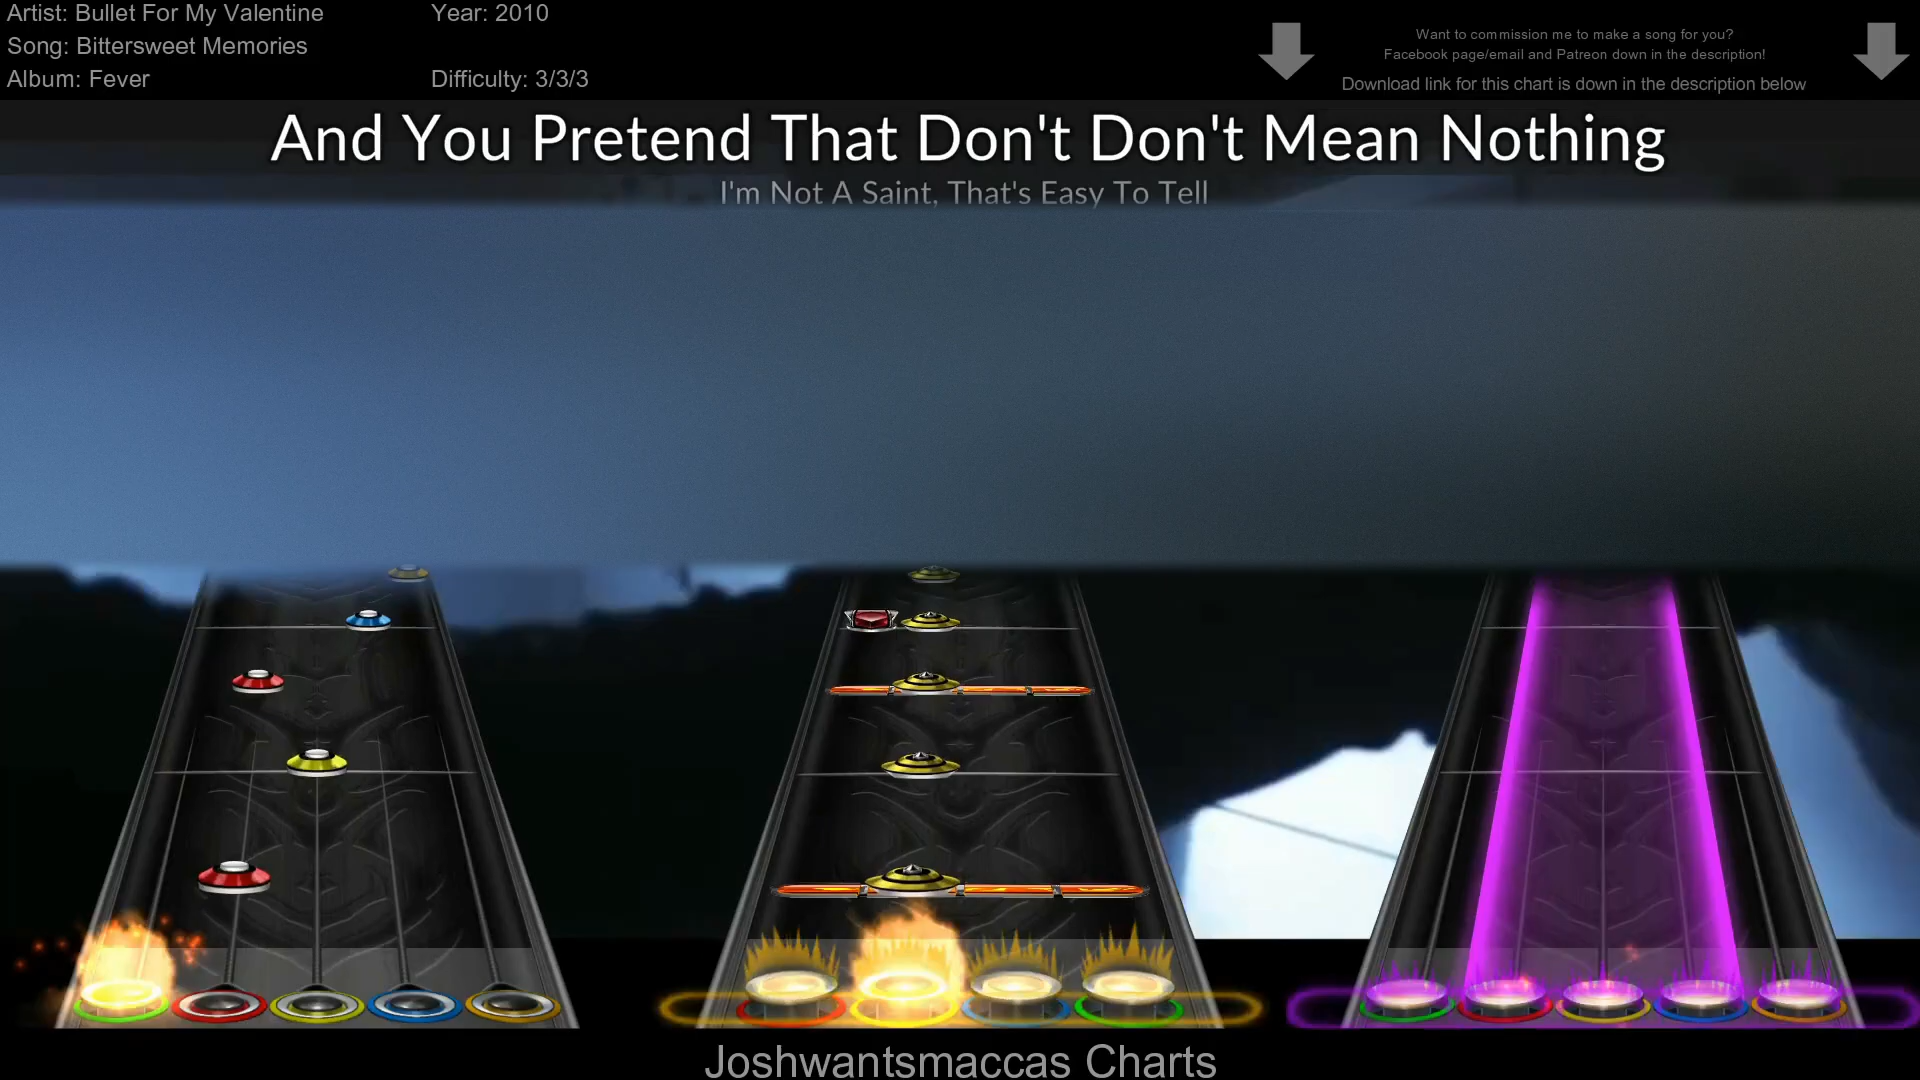 Artist: Bullet For My Valentine
Year: 2010
Song: Bittersweet Memories
Album: Fever
Difficulty: 3/3/3
Want to commission me to make a song for you?
Facebook page/email and Patreon down in the description!
Download link for this chart is down in the description below
And You Pretend That Don't Don't Mean Nothing
I'm Not A Saint, That's Easy To Tell
Joshwantsmaccas Charts